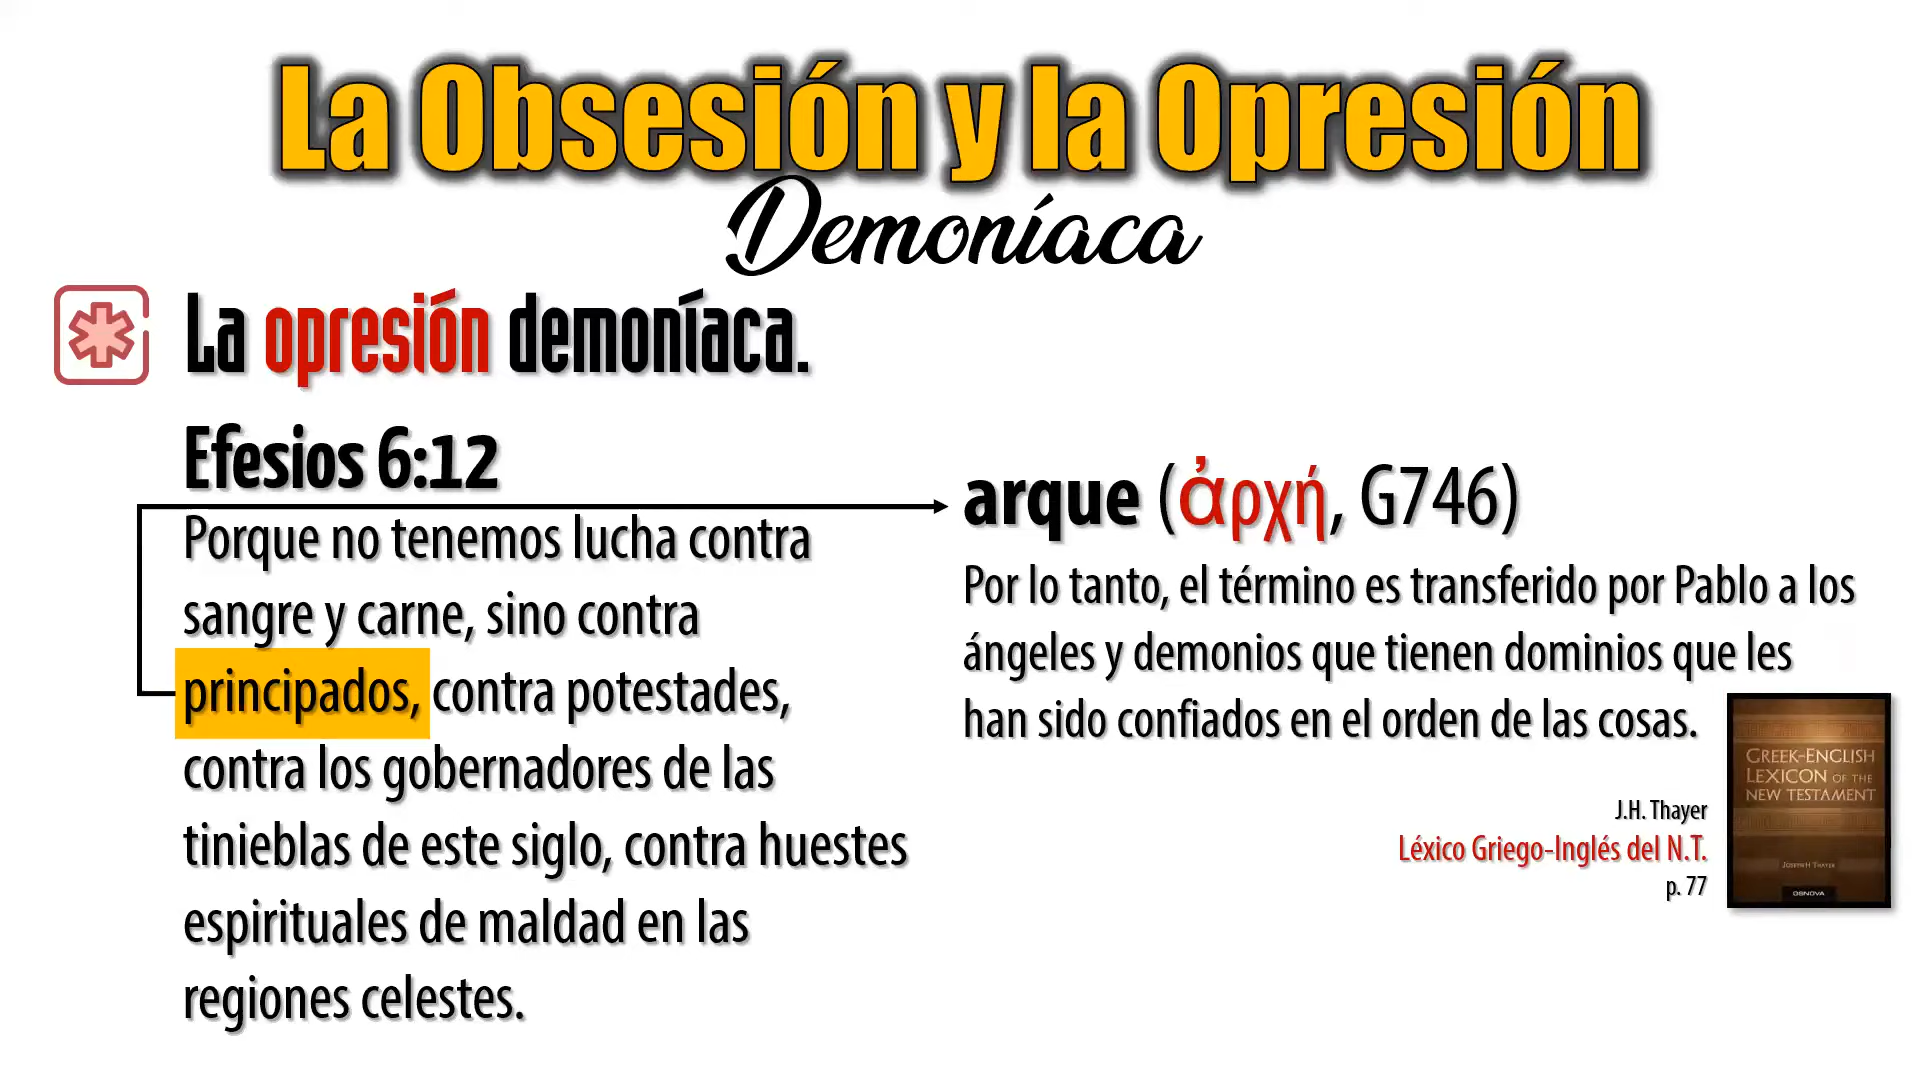 La Obsesión y la Opresión
Demoníaca
La opresión demoníaca.
Efesios 6:12
Porque no tenemos lucha contra
sangre y carne, sino contra
principados, contra potestades,
contra los gobernadores de las
tinieblas de este siglo, contra huestes
espirituales de maldad en las
regiones celestes.
arque (ἀρχή, G746)
Por lo tanto, el término es transferido por Pablo a los
ángeles y demonios que tienen dominios que les
han sido confiados en el orden de las cosas.
J.H. Thayer
Léxico Griego-Inglés del N.T.
p. 77
GREEK-ENGLISH
LEXICON OF THE
NEW TESTAMENT
JOSEPH H THAYER
DSNOVA